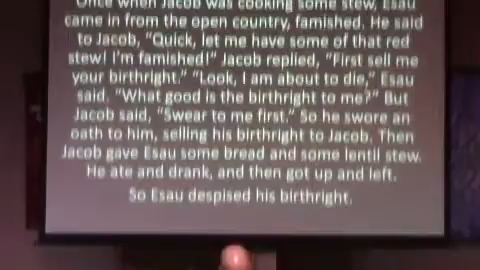 Once when Jacob was cooking some stew, Esau
came in from the open country, famished. He said
to Jacob, “Quick, let me have some of that red
stew! I'm famished!” Jacob replied, “First sell me
your birthright.” “Look, I am about to die,” Esau
said. “What good is the birthright to me?” But
Jacob said, “Swear to me first.” So he swore an
oath to him, selling his birthright to Jacob. Then
Jacob gave Esau some bread and some lentil stew.
He ate and drank, and then got up and left.
So Esau despised his birthright.